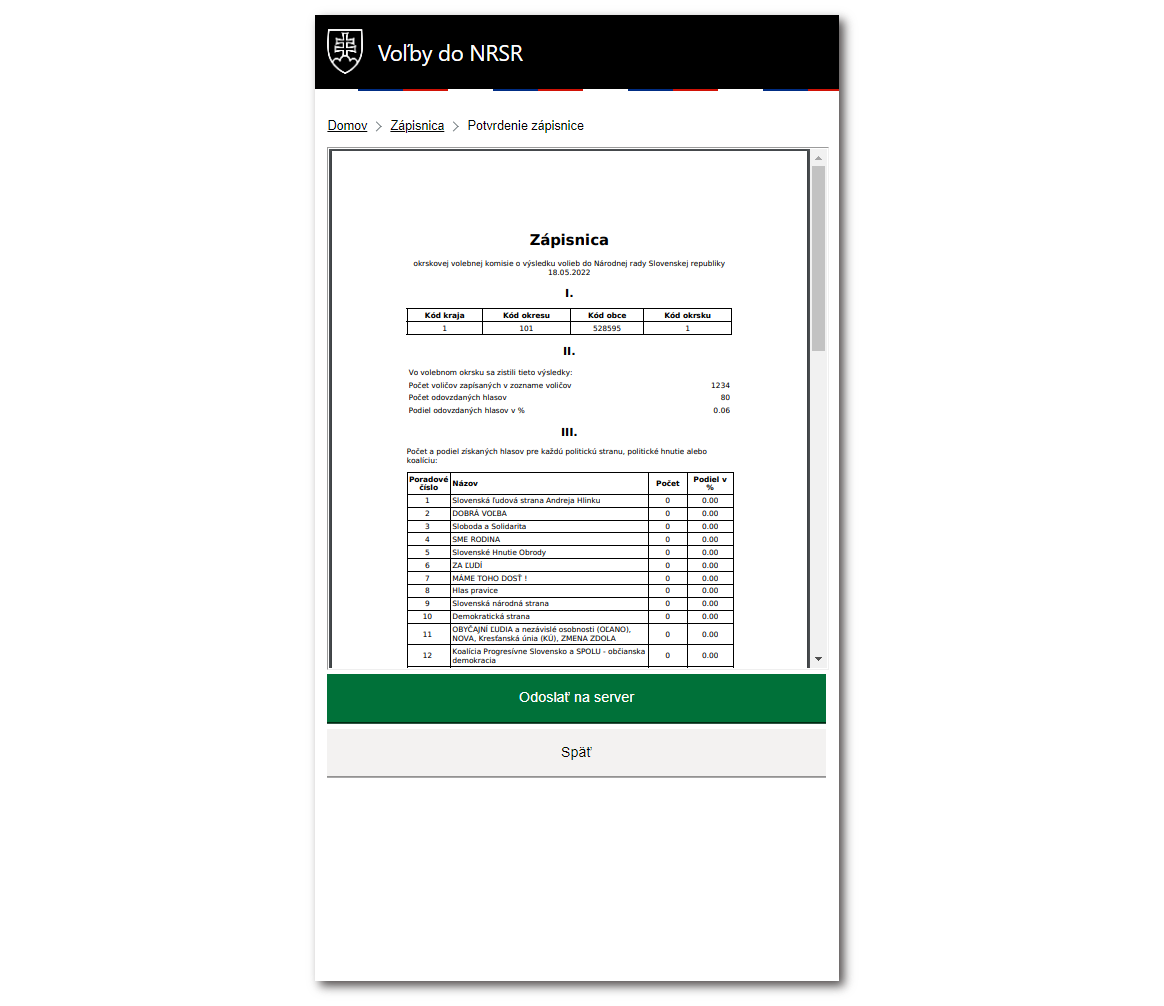 Voľby do NRSR
Domov > Zápisnica > Potvrdenie zápisnice
Zápisnica
okrskovej volebnej komisie o výsledku volieb do Národnej rady Slovenskej republiky
18.05.2022
I.
Kód kraja Kód okresu Kód obce Kód okrsku
1 101 528595 1
II.
Vo volebnom okrsku sa zistili tieto výsledky:
Počet voličov zapísaných v zozname voličov 1234
Počet odovzdaných hlasov 80
Podiel odovzdaných hlasov v % 0.06
III.
Počet a podiel získaných hlasov pre každú politickú stranu, politické hnutie alebo
koalíciu:
Poradové číslo Názov Počet Podiel v %
1 Slovenská ľudová strana Andreja Hlinku 0 0.00
2 DOBRÁ VOĽBA 0 0.00
3 Sloboda a Solidarita 0 0.00
4 SME RODINA 0 0.00
5 Slovenské Hnutie Obrody 0 0.00
6 ZA ĽUDÍ 0 0.00
7 MÁME TOHO DOSŤ ! 0 0.00
8 Hlas pravice 0 0.00
9 Slovenská národná strana 0 0.00
10 Demokratická strana 0 0.00
11 OBYČAJNÍ ĽUDIA a nezávislé osobnosti (OĽANO),
NOVA, Kresťanská únia (KÚ), ZMENA ZDOLA 0 0.00
12 Koalícia Progresívne Slovensko a SPOLU - občianska
demokracia 0 0.00
Odoslať na server
Späť